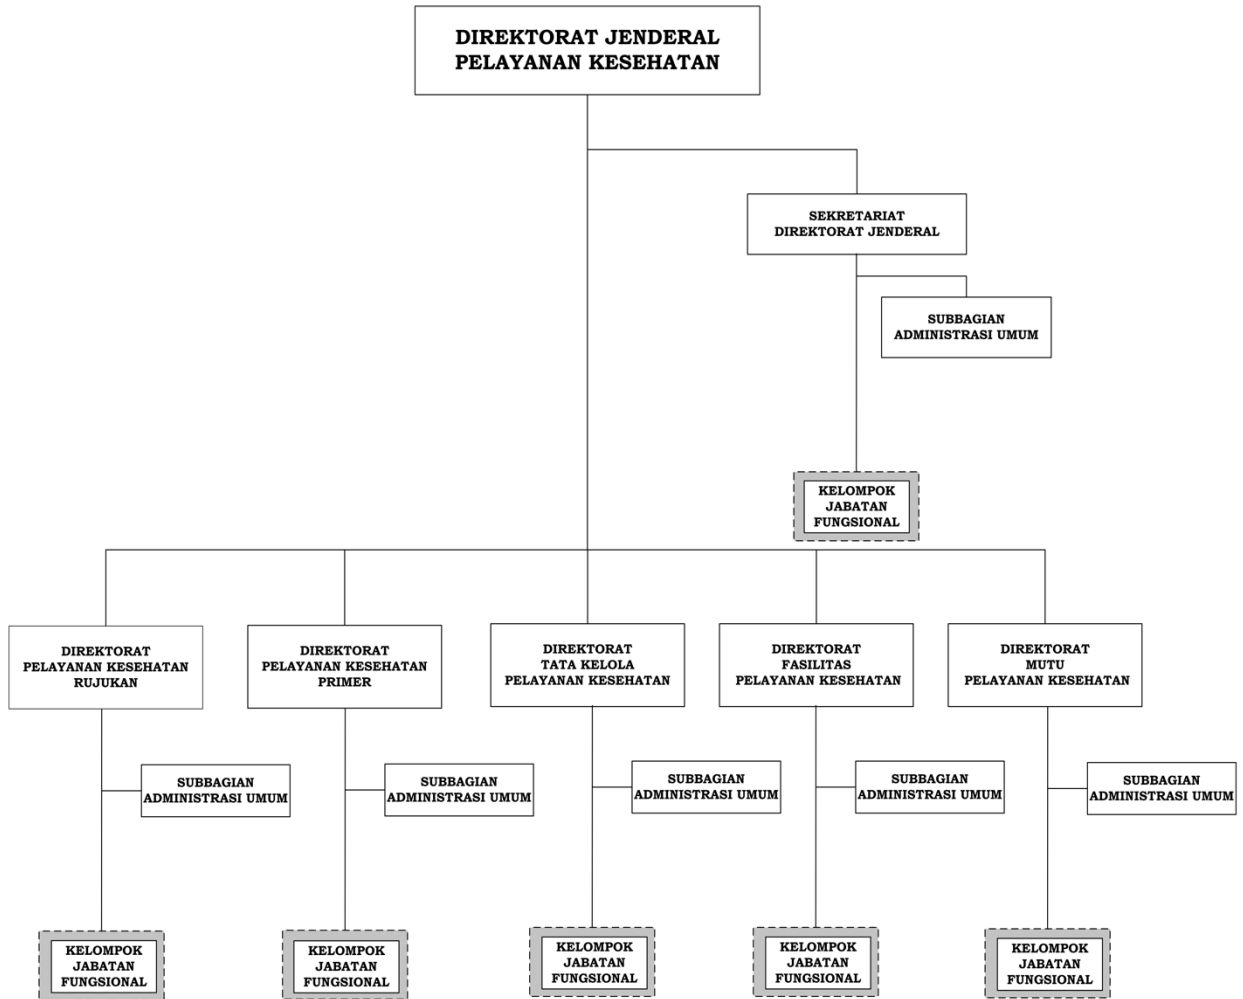 DIREKTORAT JENDERAL
PELAYANAN KESEHATAN
SEKRETARIAT
DIREKTORAT JENDERAL
SUBBAGIAN
ADMINISTRASI UMUM
KELOMPOK
JABATAN
FUNGSIONAL
DIREKTORAT
PELAYANAN KESEHATAN
RUJUKAN
DIREKTORAT
PELAYANAN KESEHATAN
PRIMER
DIREKTORAT
TATA KELOLA
PELAYANAN KESEHATAN
DIREKTORAT
FASILITAS
PELAYANAN KESEHATAN
DIREKTORAT
MUTU
PELAYANAN KESEHATAN
SUBBAGIAN
ADMINISTRASI UMUM
SUBBAGIAN
ADMINISTRASI UMUM
SUBBAGIAN
ADMINISTRASI UMUM
SUBBAGIAN
ADMINISTRASI UMUM
SUBBAGIAN
ADMINISTRASI UMUM
KELOMPOK
JABATAN
FUNGSIONAL
KELOMPOK
JABATAN
FUNGSIONAL
KELOMPOK
JABATAN
FUNGSIONAL
KELOMPOK
JABATAN
FUNGSIONAL
KELOMPOK
JABATAN
FUNGSIONAL